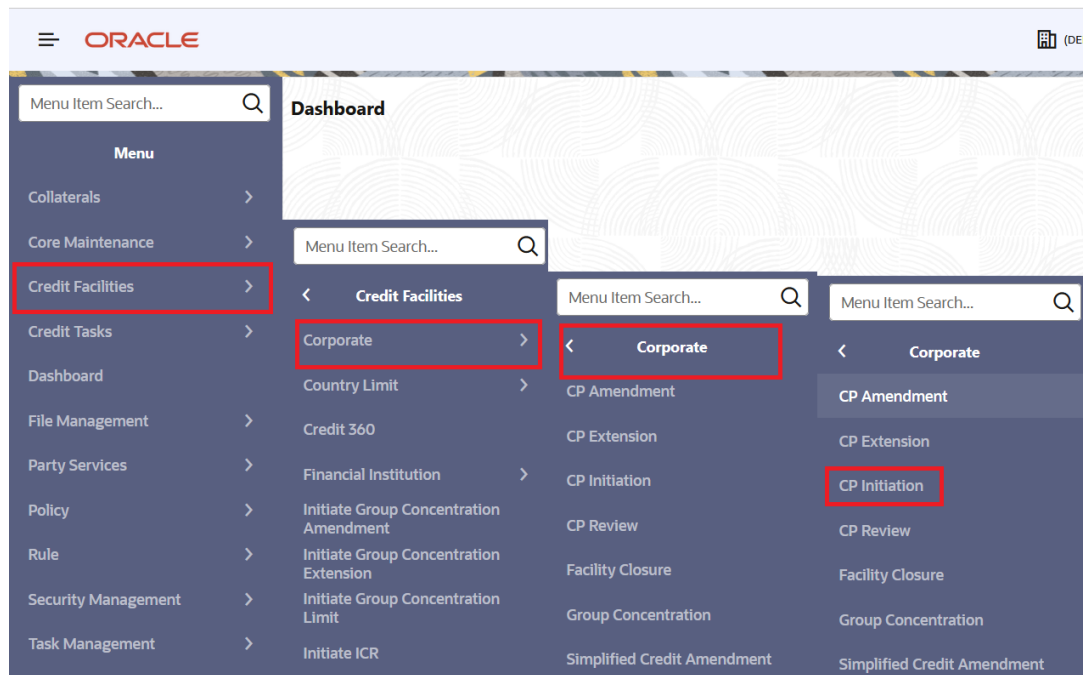 ORACLE
(DE
Menu Item Search...
Dashboard
Menu
Collaterals
Core Maintenance
Credit Facilities
Credit Tasks
Dashboard
File Management
Party Services
Policy
Rule
Security Management
Task Management
Menu Item Search...
Credit Facilities
Corporate
Country Limit
Credit 360
Financial Institution
Initiate Group Concentration
Amendment
Initiate Group Concentration
Extension
Initiate Group Concentration
Limit
Initiate ICR
Menu Item Search...
Corporate
CP Amendment
CP Extension
CP Initiation
CP Review
Facility Closure
Group Concentration
Simplified Credit Amendment
Menu Item Search...
Corporate
CP Amendment
CP Extension
CP Initiation
CP Review
Facility Closure
Group Concentration
Simplified Credit Amendment